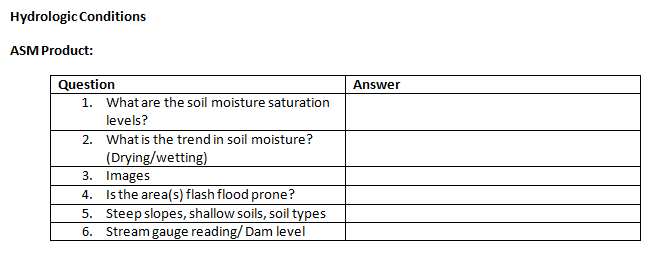 Hydrologic Conditions
ASM Product:
Question Answer
1. What are the soil moisture saturation
levels?
2. What is the trend in soil moisture?
(Drying/wetting)
3. Images
4. Is the area(s) flash flood prone?
5. Steep slopes, shallow soils, soil types
6. Stream gauge reading/ Dam level